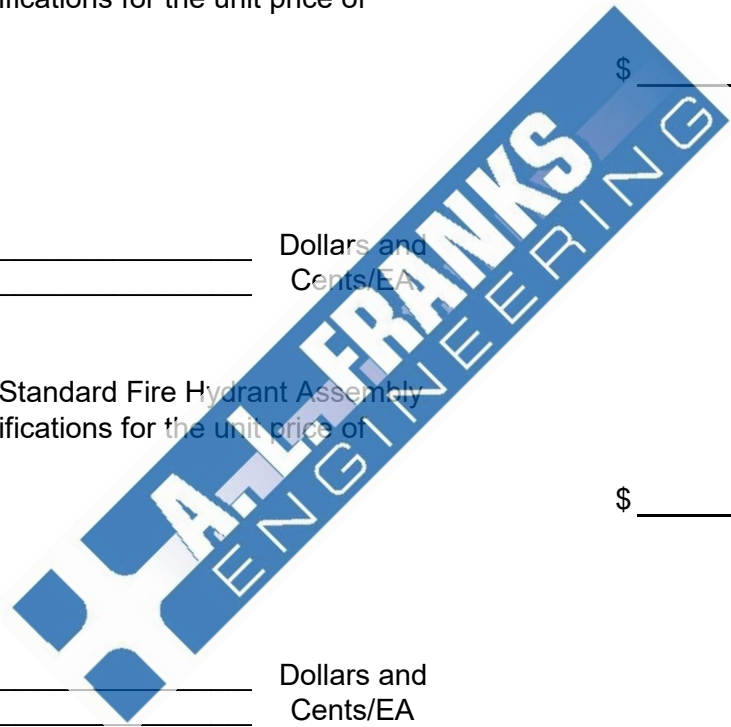 ifications for the unit price of
$
Dollars and
Cents/EA
A. L. FRANKS
ENGINEERING
Standard Fire Hydrant Assembly
ifications for the unit price of
$
Dollars and
Cents/EA